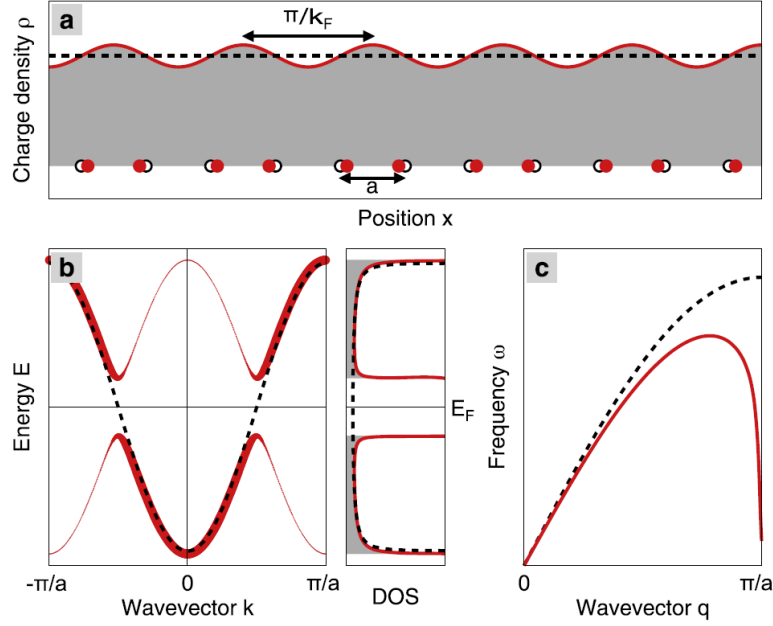 a
π/k_F
Charge density ρ
a
Position x
b
Energy E
-π/a
0
π/a
Wavevector k
E_F
DOS
c
Frequency ω
0
π/a
Wavevector q